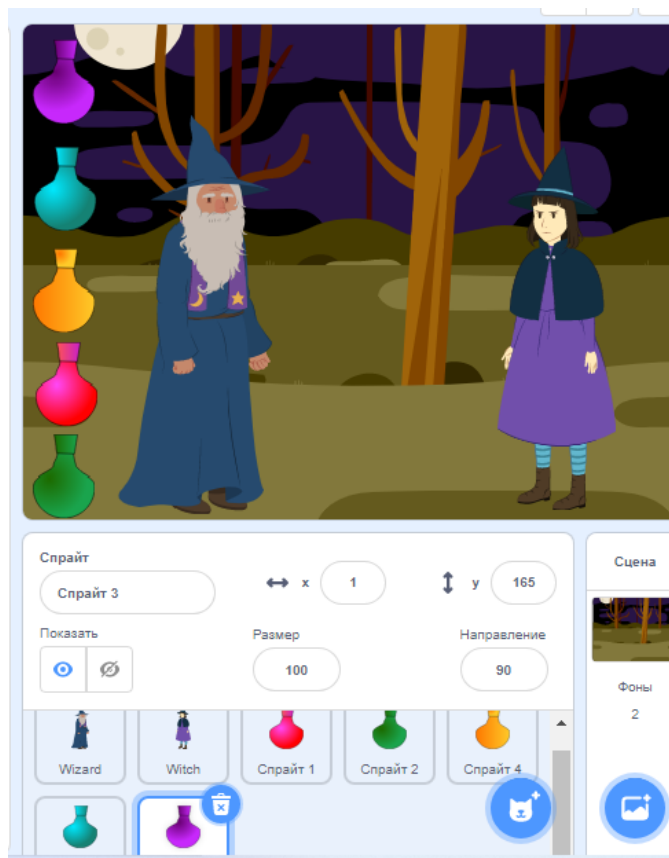 Спрайт
Спрайт 3
x 1
y 165
Показать
Размер
100
Направление
90
Сцена
Фоны
2
Wizard
Witch
Спрайт 1
Спрайт 2
Спрайт 4